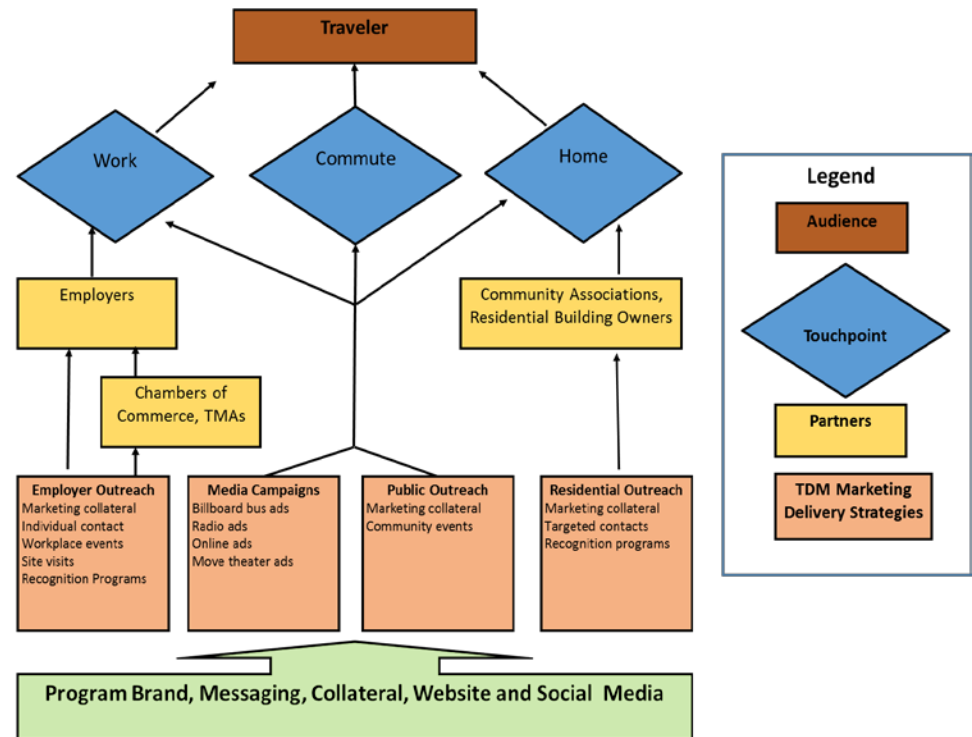 Traveler
Work
Commute
Home
Employers
Community Associations,
Residential Building Owners
Chambers of
Commerce, TMAs
Employer Outreach
Marketing collateral
Individual contact
Workplace events
Site visits
Recognition Programs
Media Campaigns
Billboard bus ads
Radio ads
Online ads
Move theater ads
Public Outreach
Marketing collateral
Community events
Residential Outreach
Marketing collateral
Targeted contacts
Recognition programs
Program Brand, Messaging, Collateral, Website and Social Media
Legend
Audience
Touchpoint
Partners
TDM Marketing
Delivery Strategies